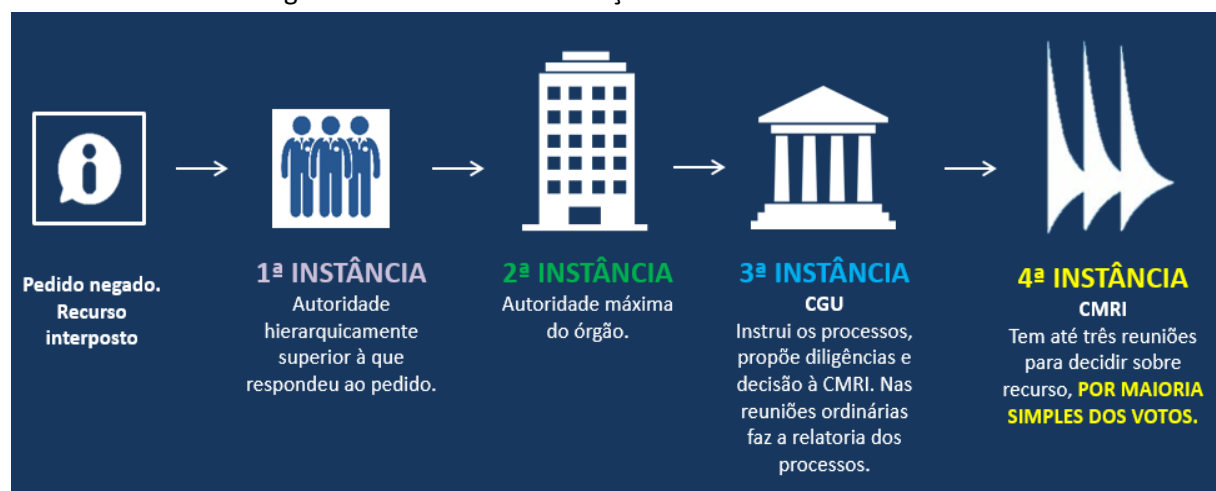 Pedido negado.
Recurso
interposto
1ª INSTÂNCIA
Autoridade
hierarquicamente
superior à que
respondeu ao pedido.
2ª INSTÂNCIA
Autoridade máxima
do órgão.
3ª INSTÂNCIA
CGU
Instrui os processos,
propõe diligências e
decisão à CMRI. Nas
reuniões ordinárias
faz a relatoria dos
processos.
4ª INSTÂNCIA
CMRI
Tem até três reuniões
para decidir sobre
recurso, POR MAIORIA
SIMPLES DOS VOTOS.